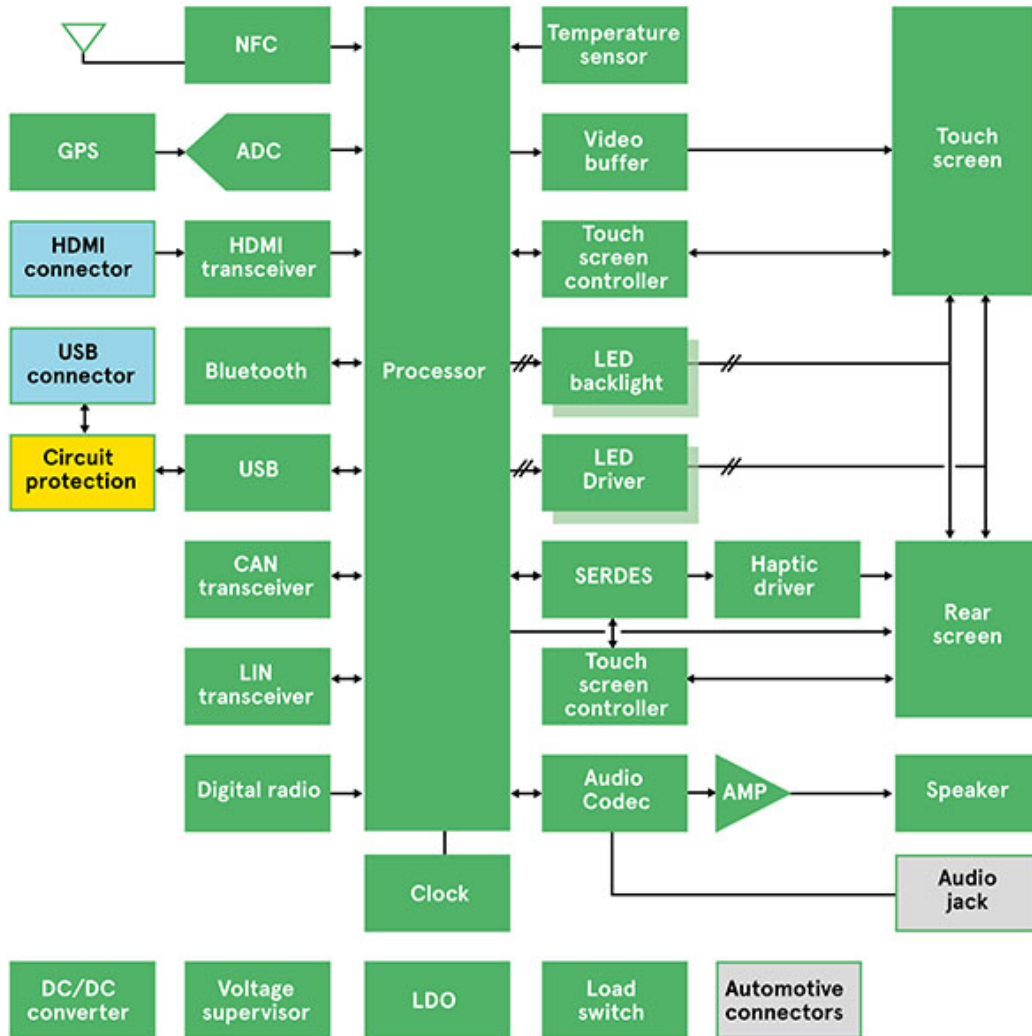 NFC
Temperature
sensor
GPS
ADC
Video
buffer
Touch
screen
HDMI
connector
HDMI
transceiver
Touch
screen
controller
USB
connector
Bluetooth
Processor
LED
backlight
Circuit
protection
USB
LED
Driver
CAN
transceiver
SERDES
Haptic
driver
Rear
screen
LIN
transceiver
Touch
screen
controller
Digital radio
Audio
Codec
AMP
Speaker
Clock
Audio
jack
DC/DC
converter
Voltage
supervisor
LDO
Load
switch
Automotive
connectors